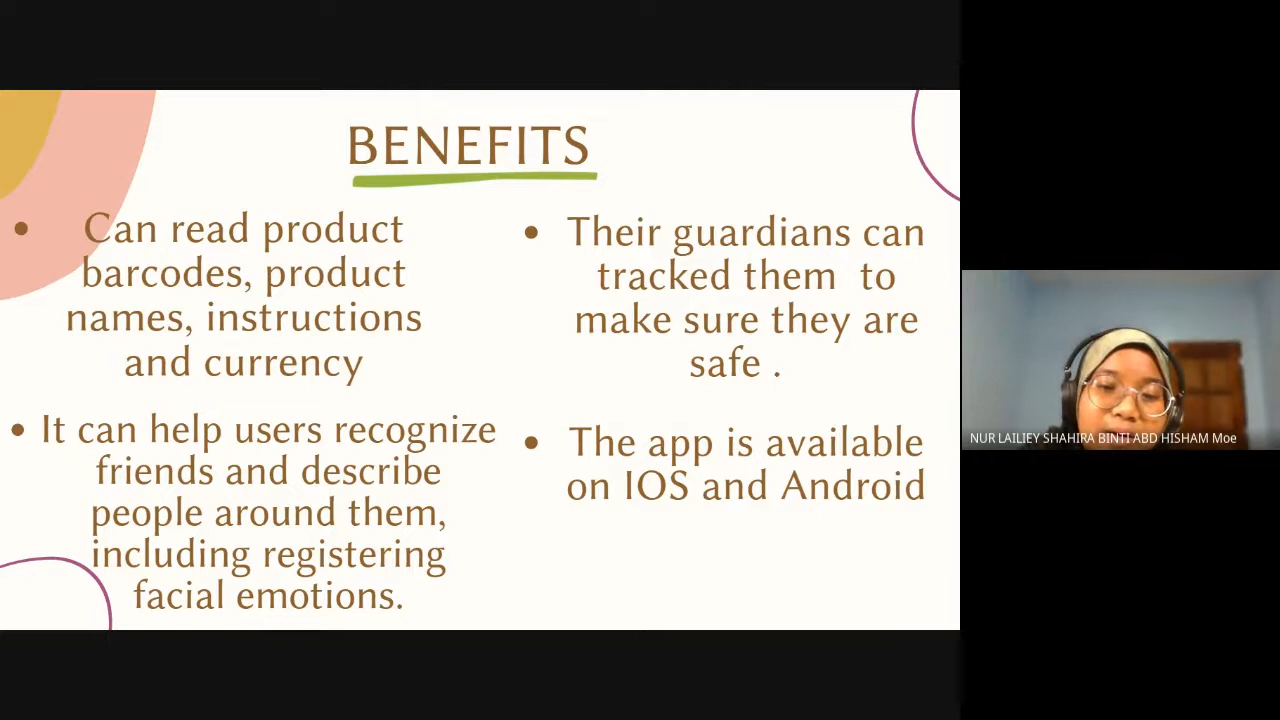 BENEFITS
• Can read product
barcodes, product
names, instructions
and currency
• It can help users recognize
friends and describe
people around them,
including registering
facial emotions.
• Their guardians can
tracked them to
make sure they are
safe .
• The app is available
on IOS and Android
NUR LAILIEY SHAHIRA BINTI ABD HISHAM Moe